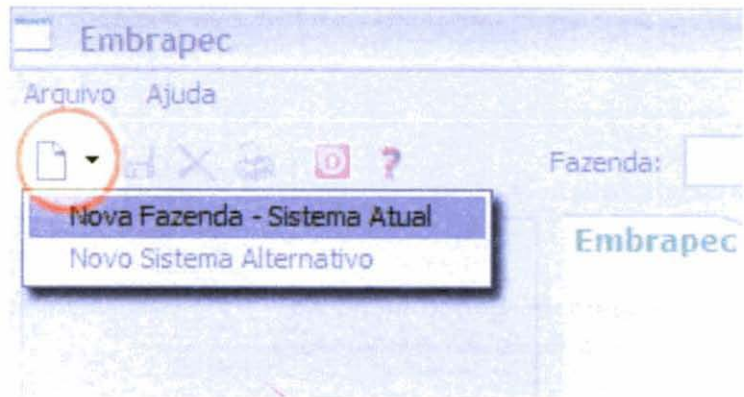 Embrapec
Arquivo Ajuda
? Fazenda:
Nova Fazenda - Sistema Atual
Novo Sistema Alternativo
Embrapec